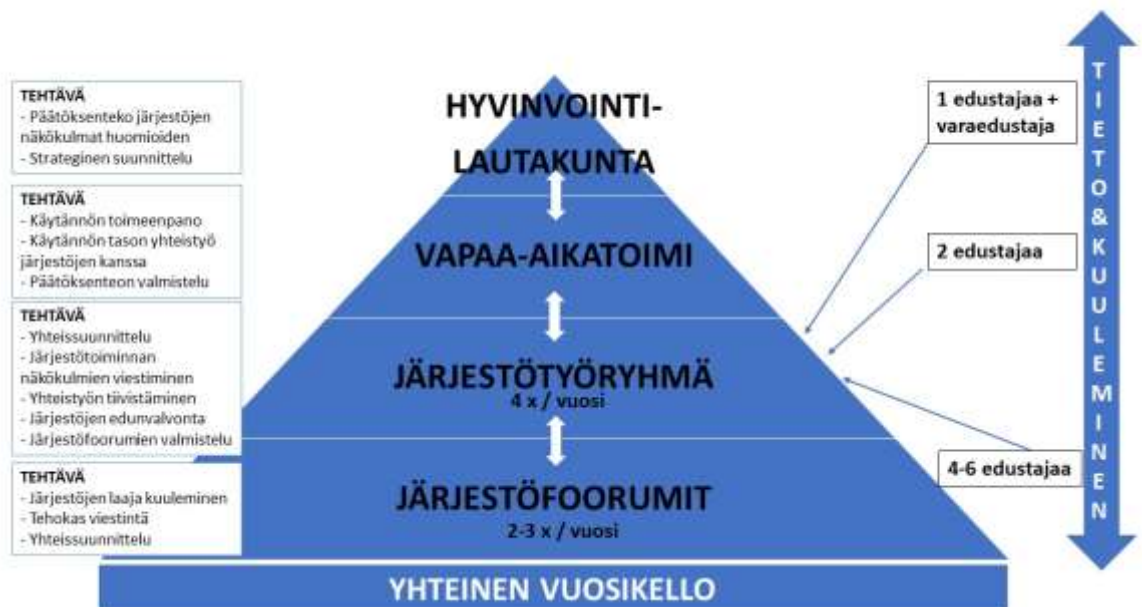 TEHTÄVÄ
- Päätöksenteko järjestöjen
näkökulmat huomioiden
- Strateginen suunnittelu
TEHTÄVÄ
- Käytännön toimeenpano
- Käytännön tason yhteistyö
järjestöjen kanssa
- Päätöksenteon valmistelu
TEHTÄVÄ
- Yhteissuunnittelu
- Järjestötoiminnan
näkökulmien viestiminen
- Yhteistyön tiivistäminen
- Järjestöjen edunvalvonta
- Järjestöfoorumien valmistelu
TEHTÄVÄ
- Järjestöjen laaja kuuleminen
- Tehokas viestintä
- Yhteissuunnittelu
HYVINVOINTI-
LAUTAKUNTA
VAPAA-AIKATOIMI
JÄRJESTÖTYÖRYHMÄ
4 x / vuosi
JÄRJESTÖFOORUMIT
2-3 x / vuosi
YHTEINEN VUOSIKELLO
1 edustajaa +
varaedustaja
2 edustajaa
4-6 edustajaa
TIETO&KUULEMINEN